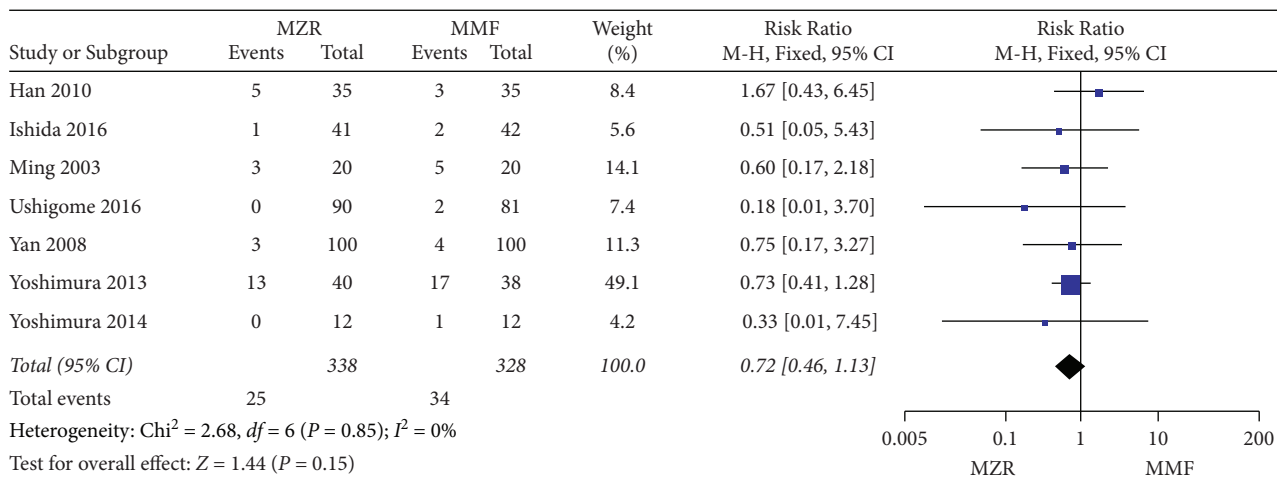 MZR MMF Weight Risk Ratio Risk Ratio
Study or Subgroup Events Total Events Total (%) M-H, Fixed, 95% CI M-H, Fixed, 95% CI
Han 2010 5 35 3 35 8.4 1.67 [0.43, 6.45]
Ishida 2016 1 41 2 42 5.6 0.51 [0.05, 5.43]
Ming 2003 3 20 5 20 14.1 0.60 [0.17, 2.18]
Ushigome 2016 0 90 2 81 7.4 0.18 [0.01, 3.70]
Yan 2008 3 100 4 100 11.3 0.75 [0.17, 3.27]
Yoshimura 2013 13 40 17 38 49.1 0.73 [0.41, 1.28]
Yoshimura 2014 0 12 1 12 4.2 0.33 [0.01, 7.45]
Total (95% CI) 338 328 100.0 0.72 [0.46, 1.13]
Total events 25 34
Heterogeneity: Chi² = 2.68, df = 6 (P = 0.85); I² = 0%
Test for overall effect: Z = 1.44 (P = 0.15)
0.005 0.1 1 10 200
MZR MMF